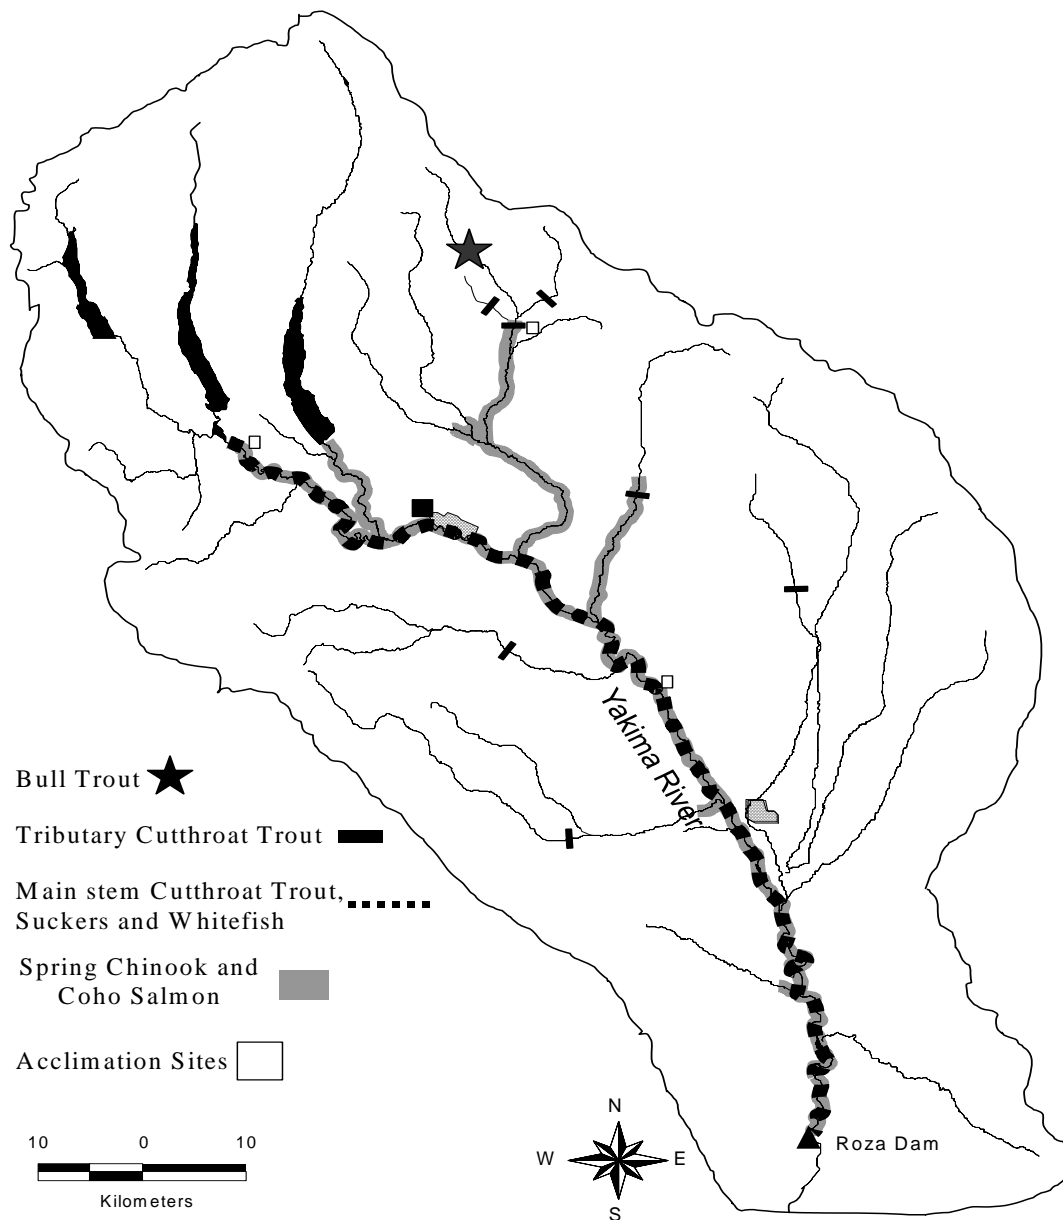 Yakima River
Bull Trout
Tributary Cutthroat Trout
Main stem Cutthroat Trout,
Suckers and Whitefish
Spring Chinook and
Coho Salmon
Acclimation Sites
10 0 10
Kilometers
N
W E
S
Roza Dam